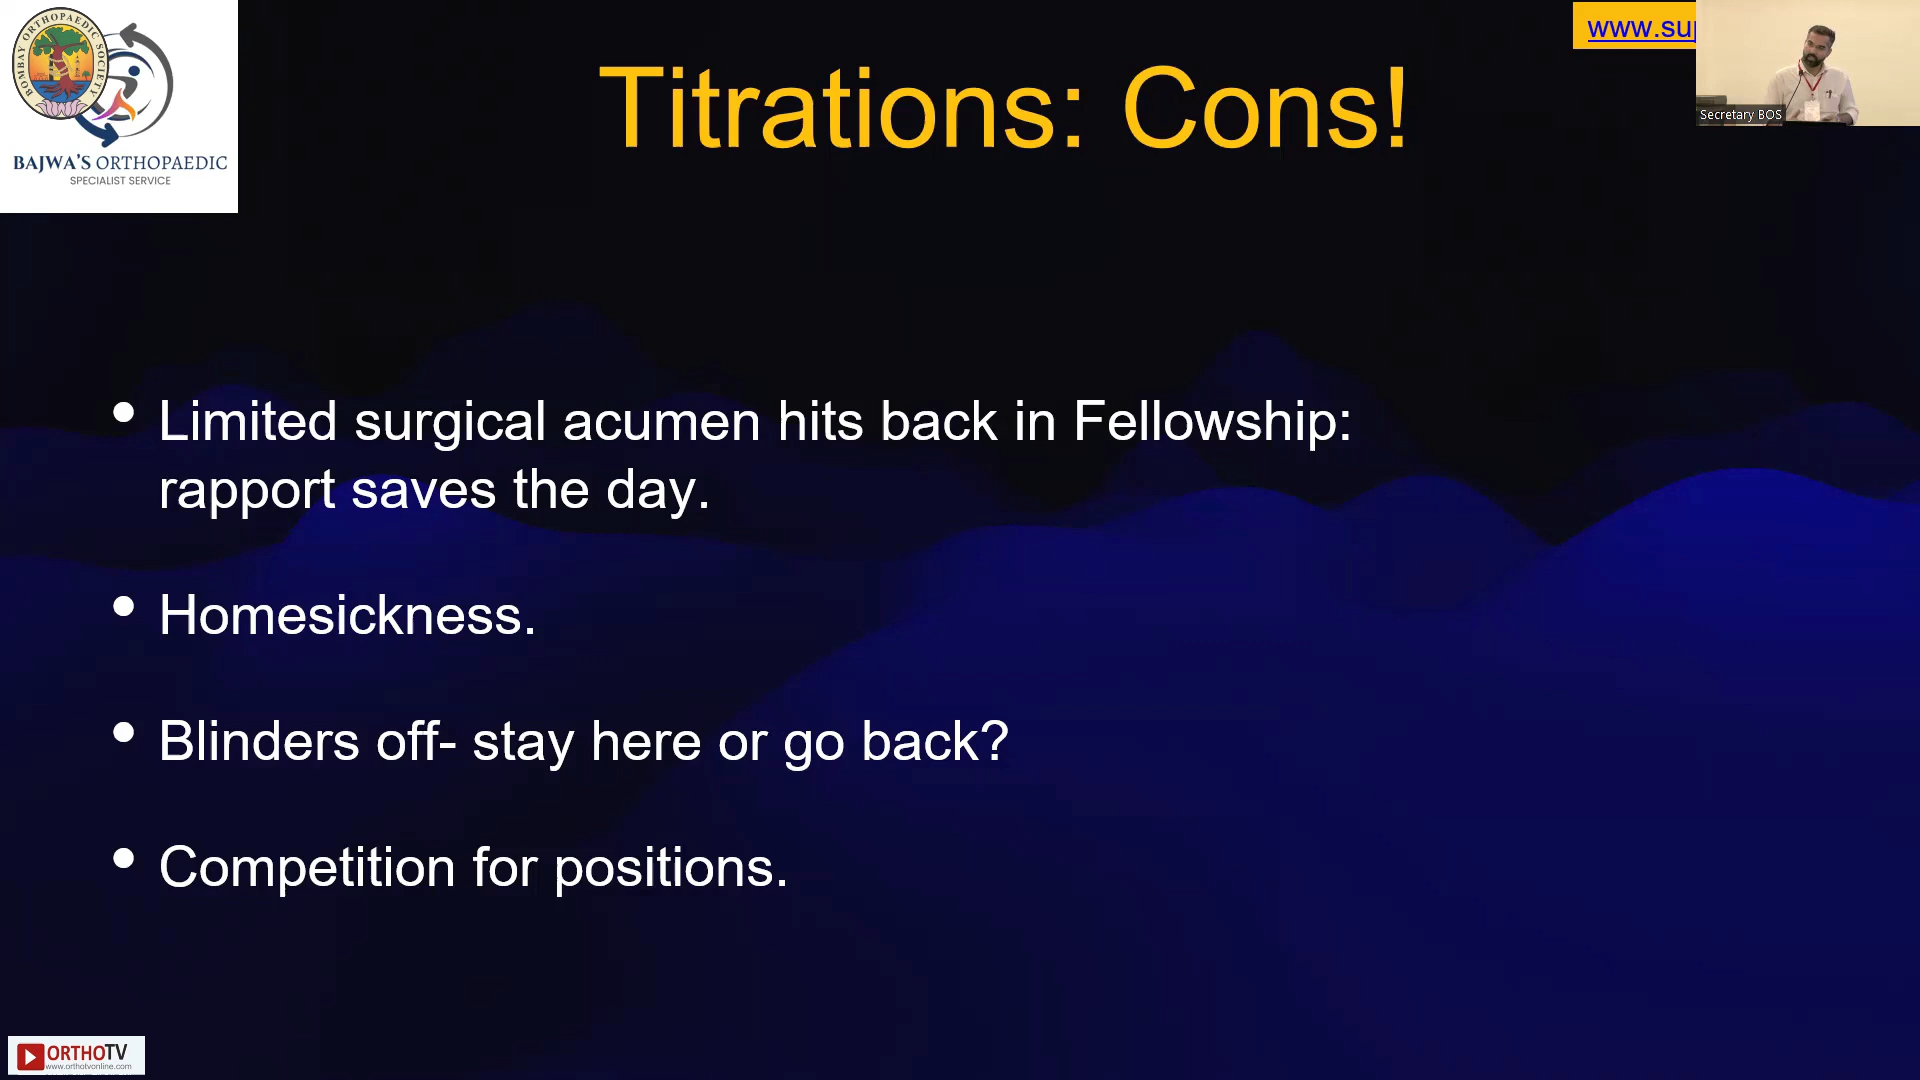 BOMBAY ORTHOPAEDIC SOCIETY
BAJWA'S ORTHOPAEDIC
SPECIALIST SERVICE
www.su
Secretary BOS
Titrations: Cons!
• Limited surgical acumen hits back in Fellowship:
rapport saves the day.
• Homesickness.
• Blinders off- stay here or go back?
• Competition for positions.
ORTHOTV
www.orthotvonline.com